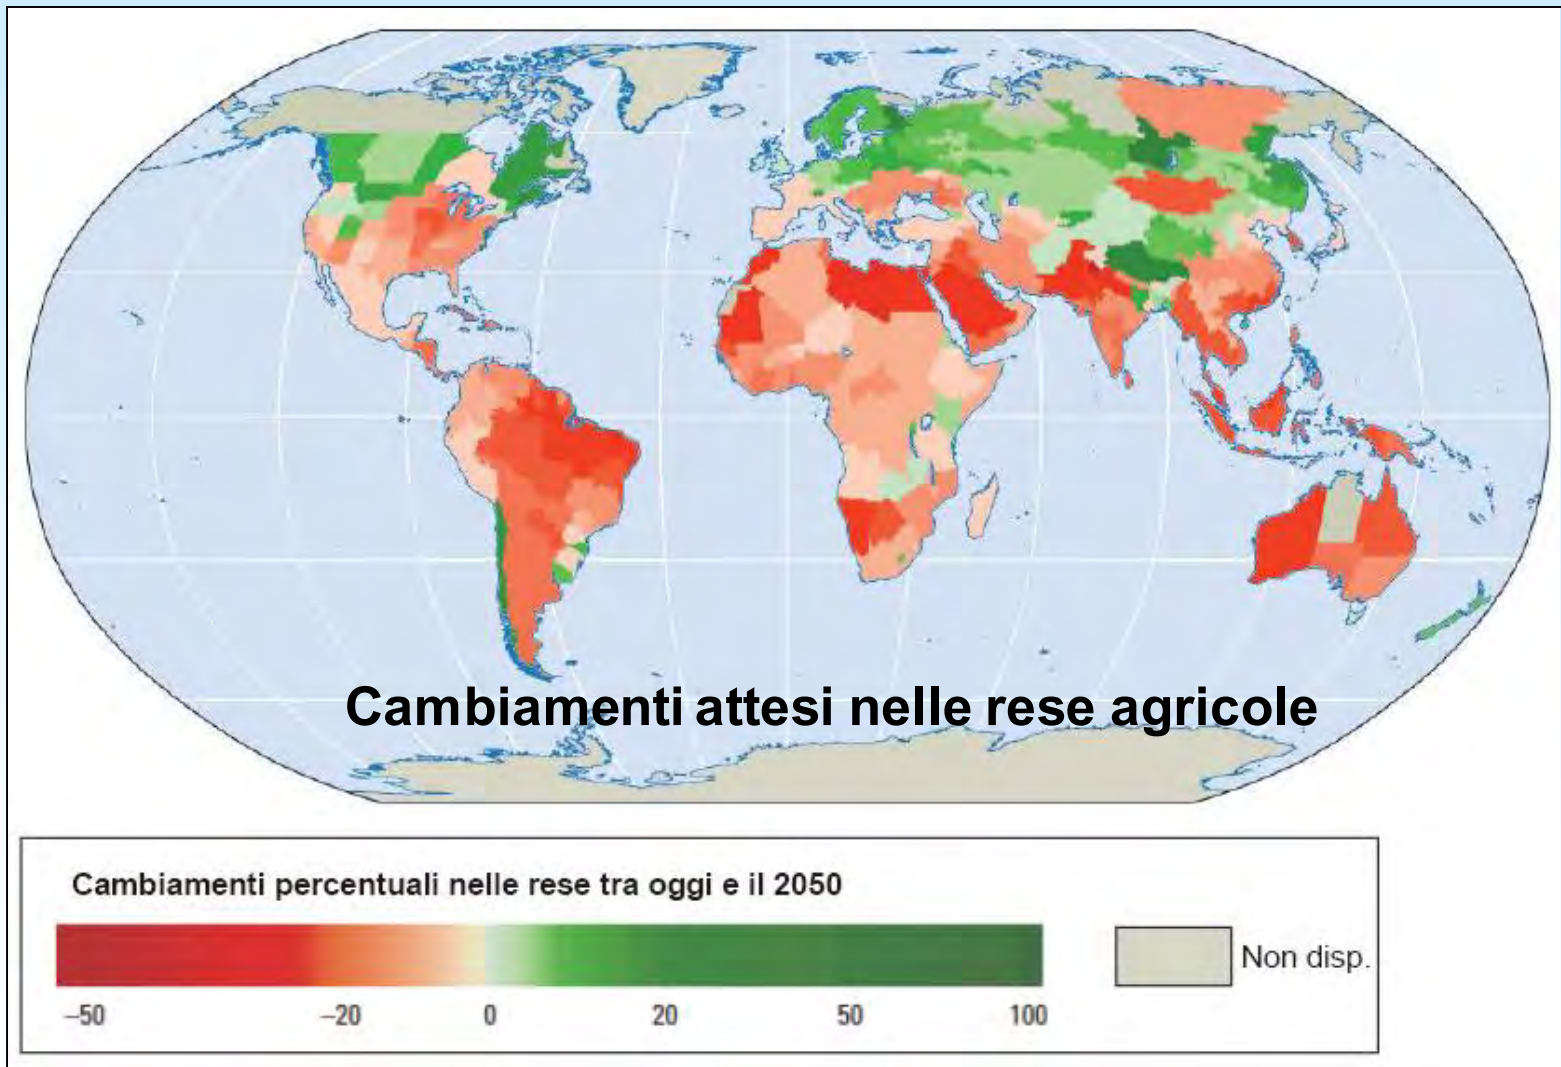 Cambiamenti attesi nelle rese agricole
Cambiamenti percentuali nelle rese tra oggi e il 2050
Non disp.
–50 –20 0 20 50 100